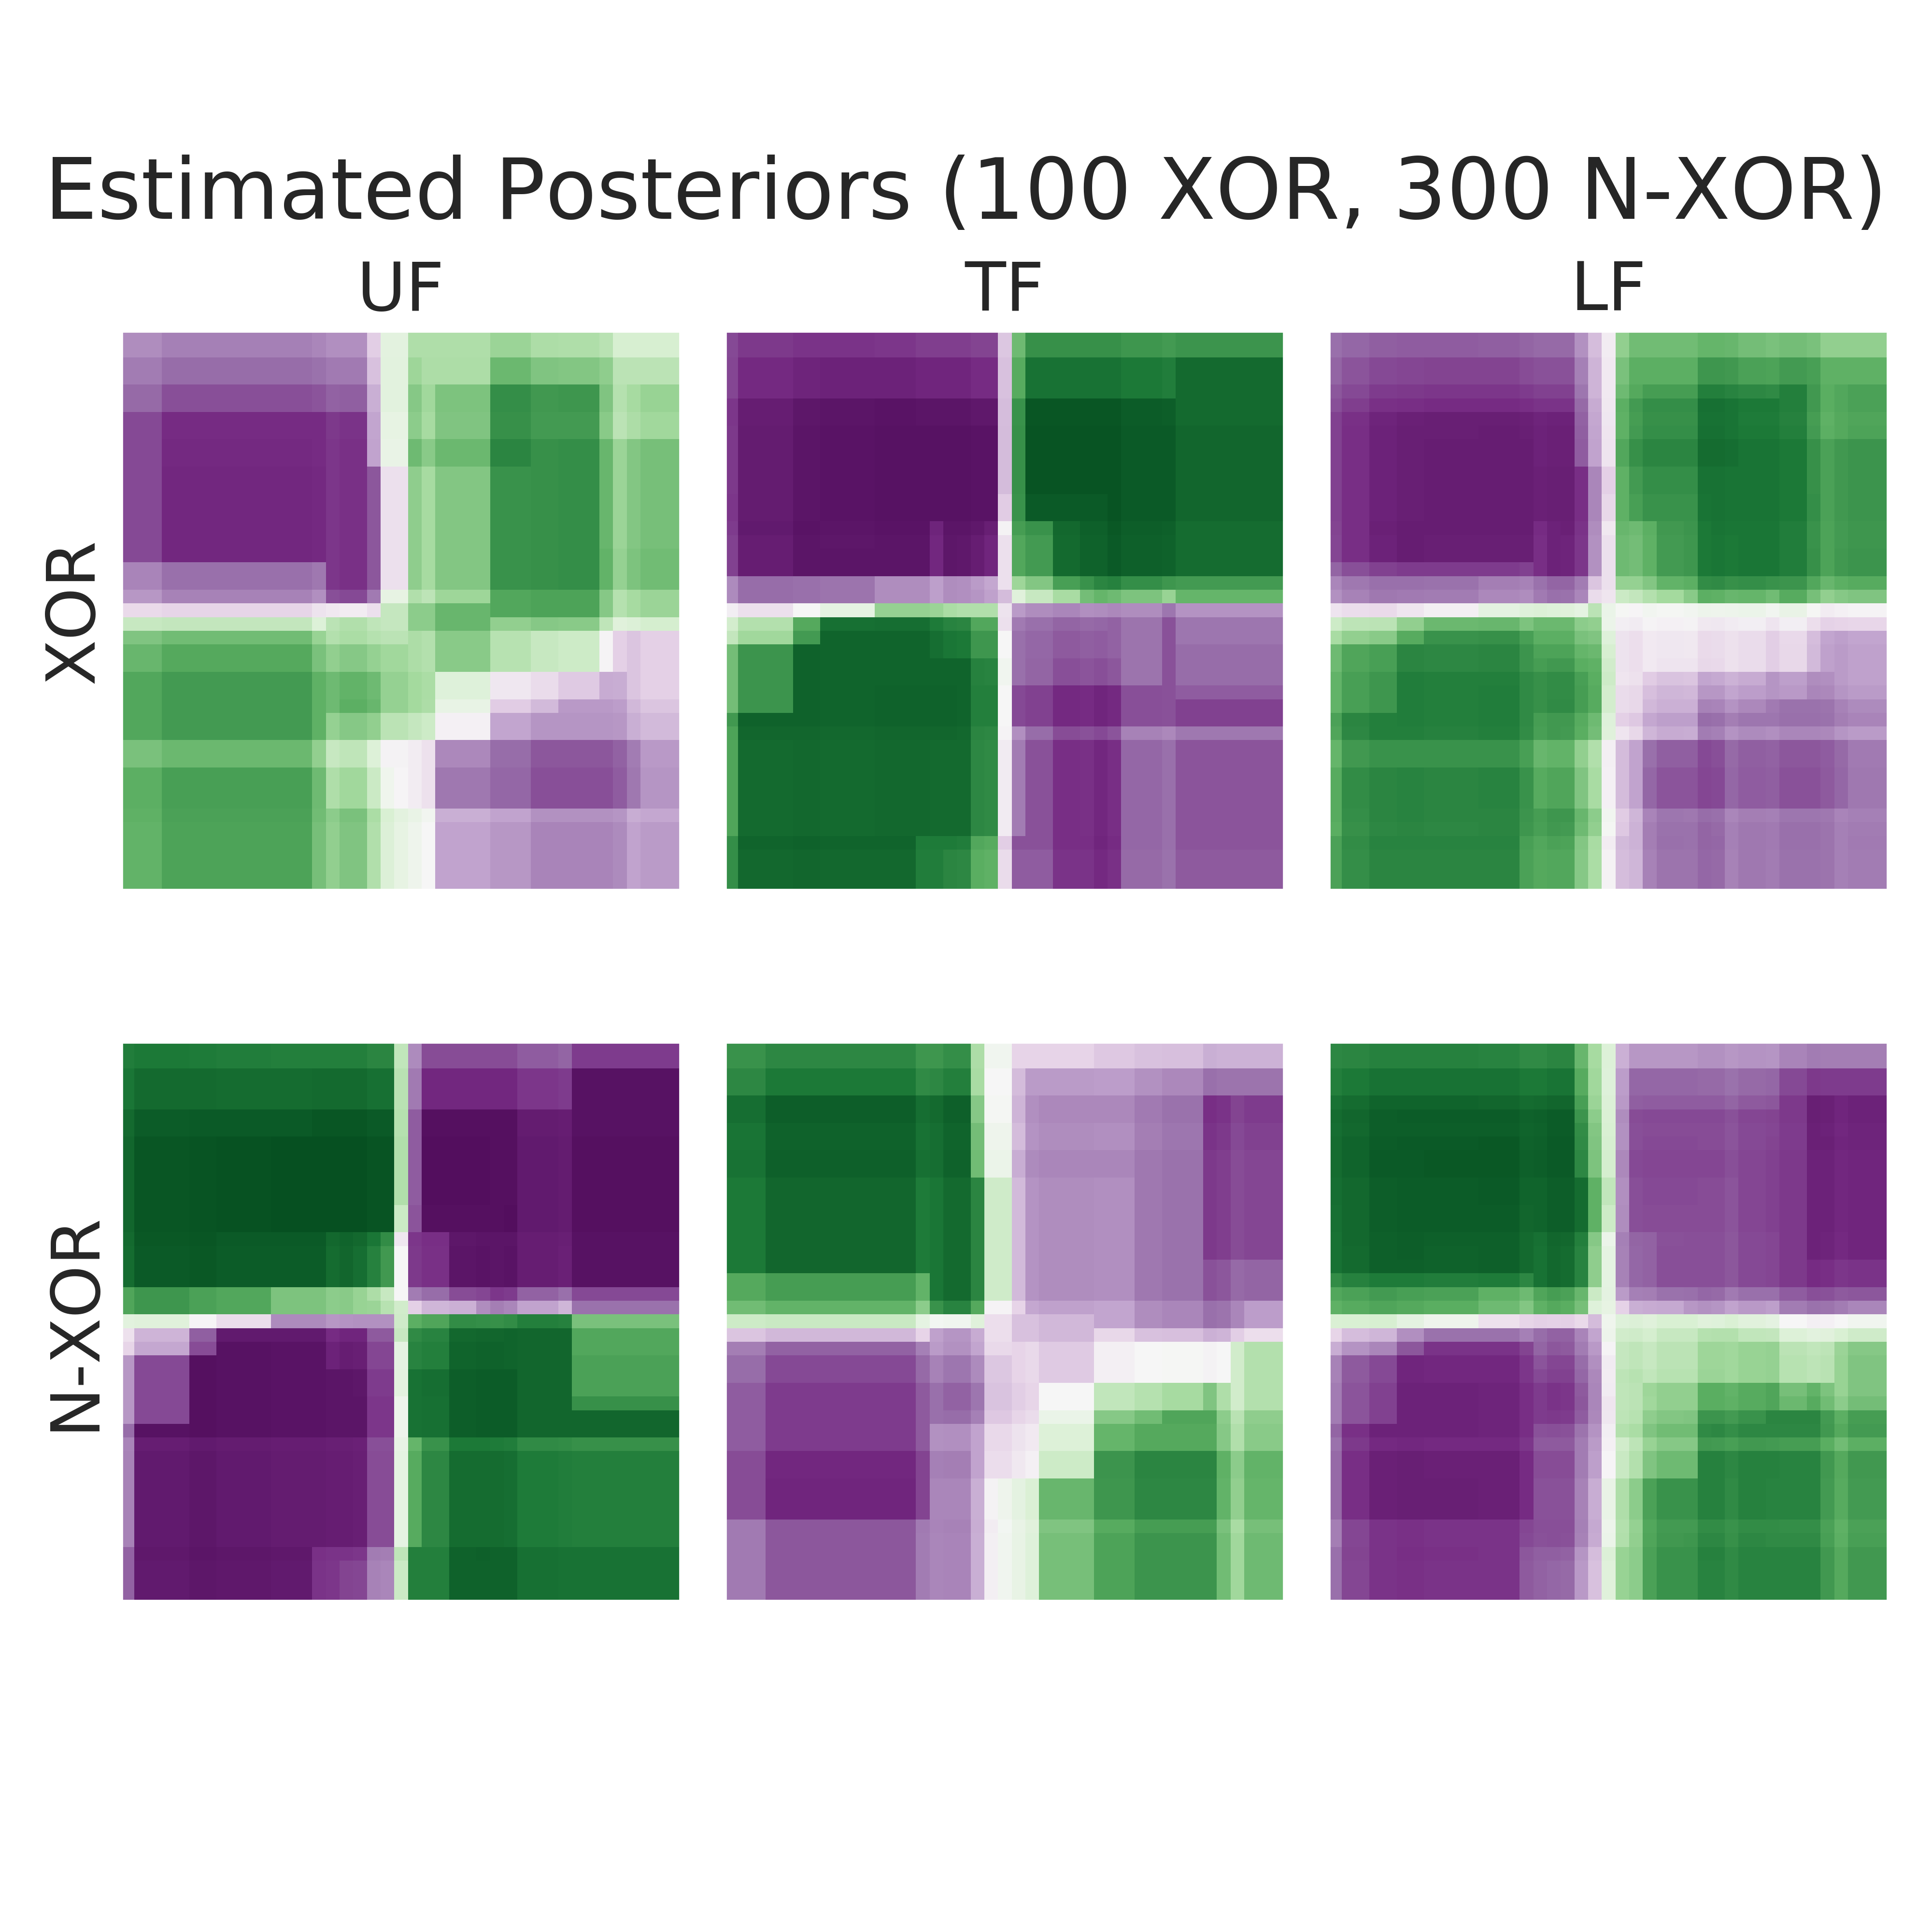 Estimated Posteriors (100 XOR, 300 N-XOR)
UF TF LF
XOR
N-XOR